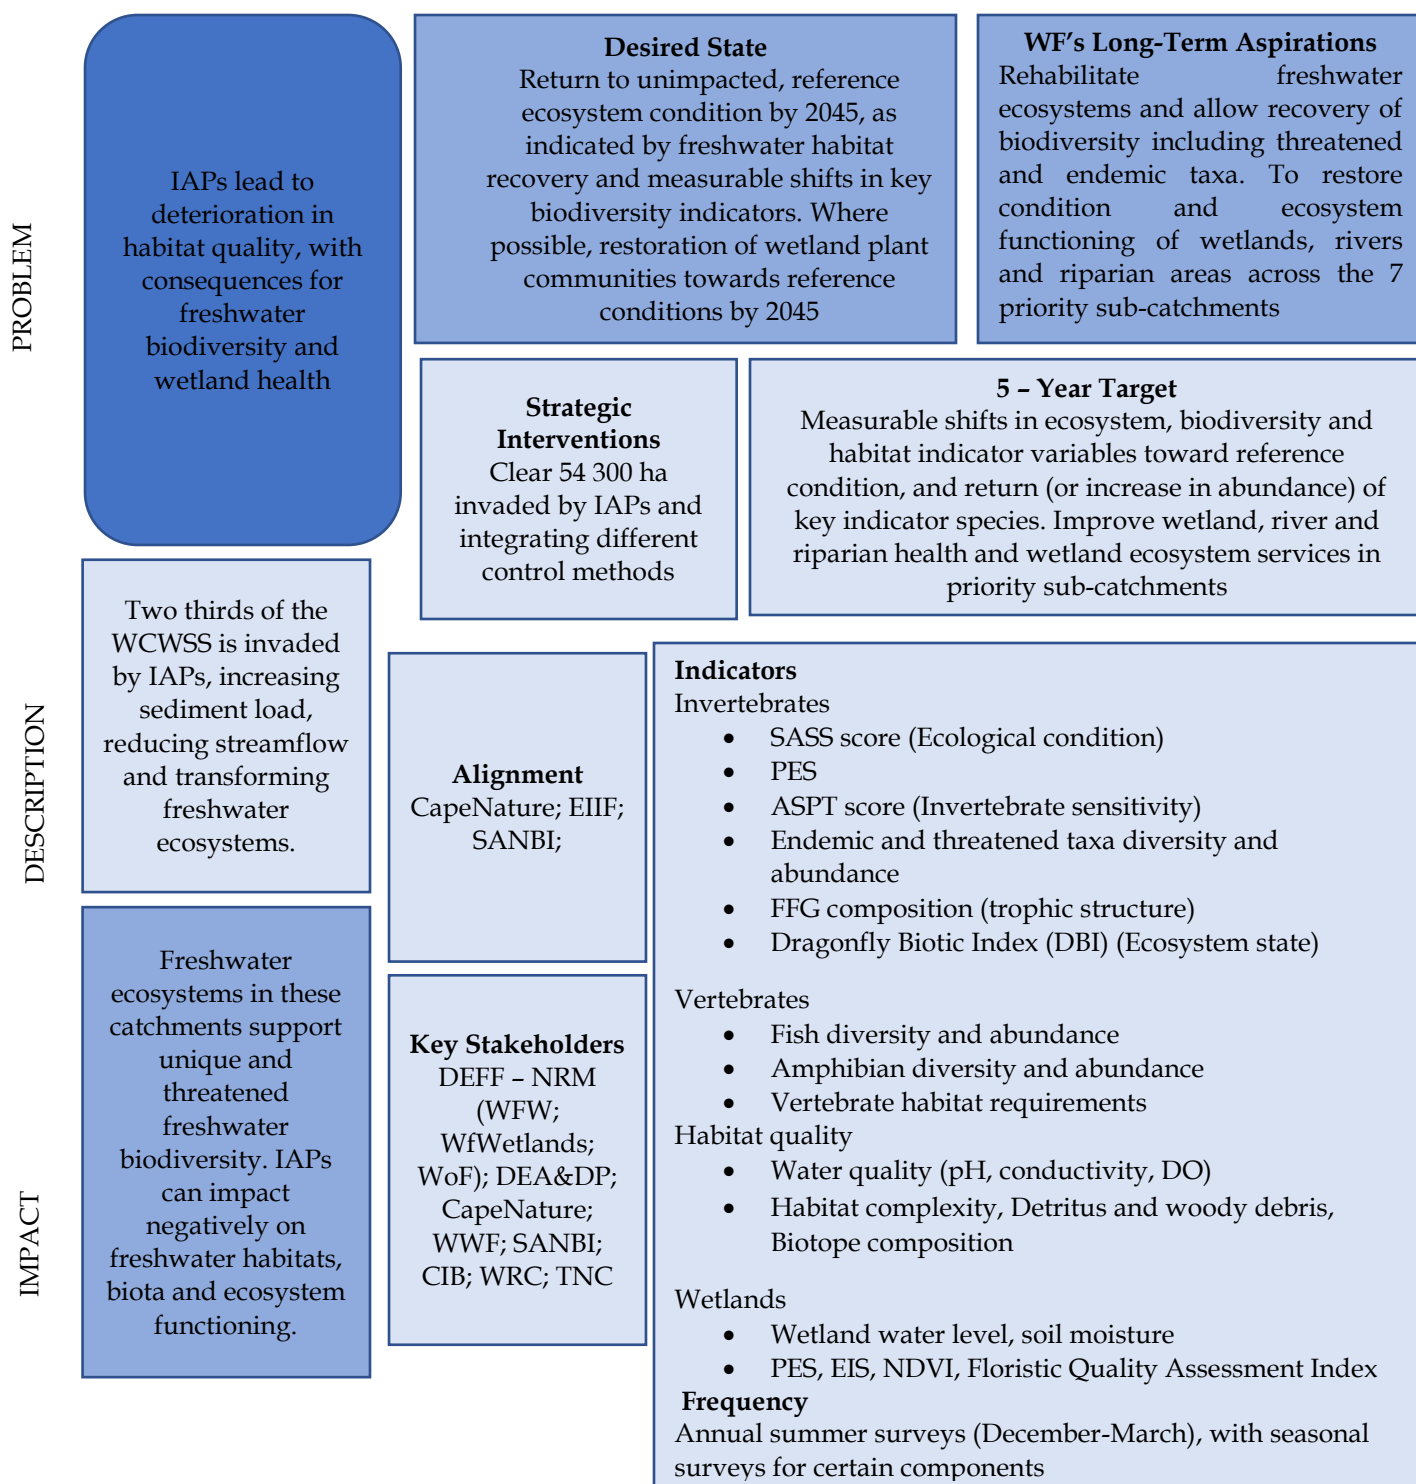 PROBLEM
IAPs lead to
deterioration in
habitat quality, with
consequences for
freshwater
biodiversity and
wetland health
Desired State
Return to unimpacted, reference
ecosystem condition by 2045, as
indicated by freshwater habitat
recovery and measurable shifts in key
biodiversity indicators. Where
possible, restoration of wetland plant
communities towards reference
conditions by 2045
WF’s Long-Term Aspirations
Rehabilitate freshwater
ecosystems and allow recovery of
biodiversity including threatened
and endemic taxa. To restore
condition and ecosystem
functioning of wetlands, rivers
and riparian areas across the 7
priority sub-catchments
Strategic
Interventions
Clear 54 300 ha
invaded by IAPs and
integrating different
control methods
5 – Year Target
Measurable shifts in ecosystem, biodiversity and
habitat indicator variables toward reference
condition, and return (or increase in abundance) of
key indicator species. Improve wetland, river and
riparian health and wetland ecosystem services in
priority sub-catchments
DESCRIPTION
Two thirds of the
WCWSS is invaded
by IAPs, increasing
sediment load,
reducing streamflow
and transforming
freshwater
ecosystems.
Alignment
CapeNature; EIIF;
SANBI;
IMPACT
Freshwater
ecosystems in these
catchments support
unique and
threatened
freshwater
biodiversity. IAPs
can impact
negatively on
freshwater habitats,
biota and ecosystem
functioning.
Key Stakeholders
DEFF – NRM
(WFW;
WfWetlands;
WoF); DEA&DP;
CapeNature;
WWF; SANBI;
CIB; WRC; TNC
Indicators
Invertebrates
• SASS score (Ecological condition)
• PES
• ASPT score (Invertebrate sensitivity)
• Endemic and threatened taxa diversity and
abundance
• FFG composition (trophic structure)
• Dragonfly Biotic Index (DBI) (Ecosystem state)
Vertebrates
• Fish diversity and abundance
• Amphibian diversity and abundance
• Vertebrate habitat requirements
Habitat quality
• Water quality (pH, conductivity, DO)
• Habitat complexity, Detritus and woody debris,
Biotope composition
Wetlands
• Wetland water level, soil moisture
• PES, EIS, NDVI, Floristic Quality Assessment Index
Frequency
Annual summer surveys (December-March), with seasonal
surveys for certain components